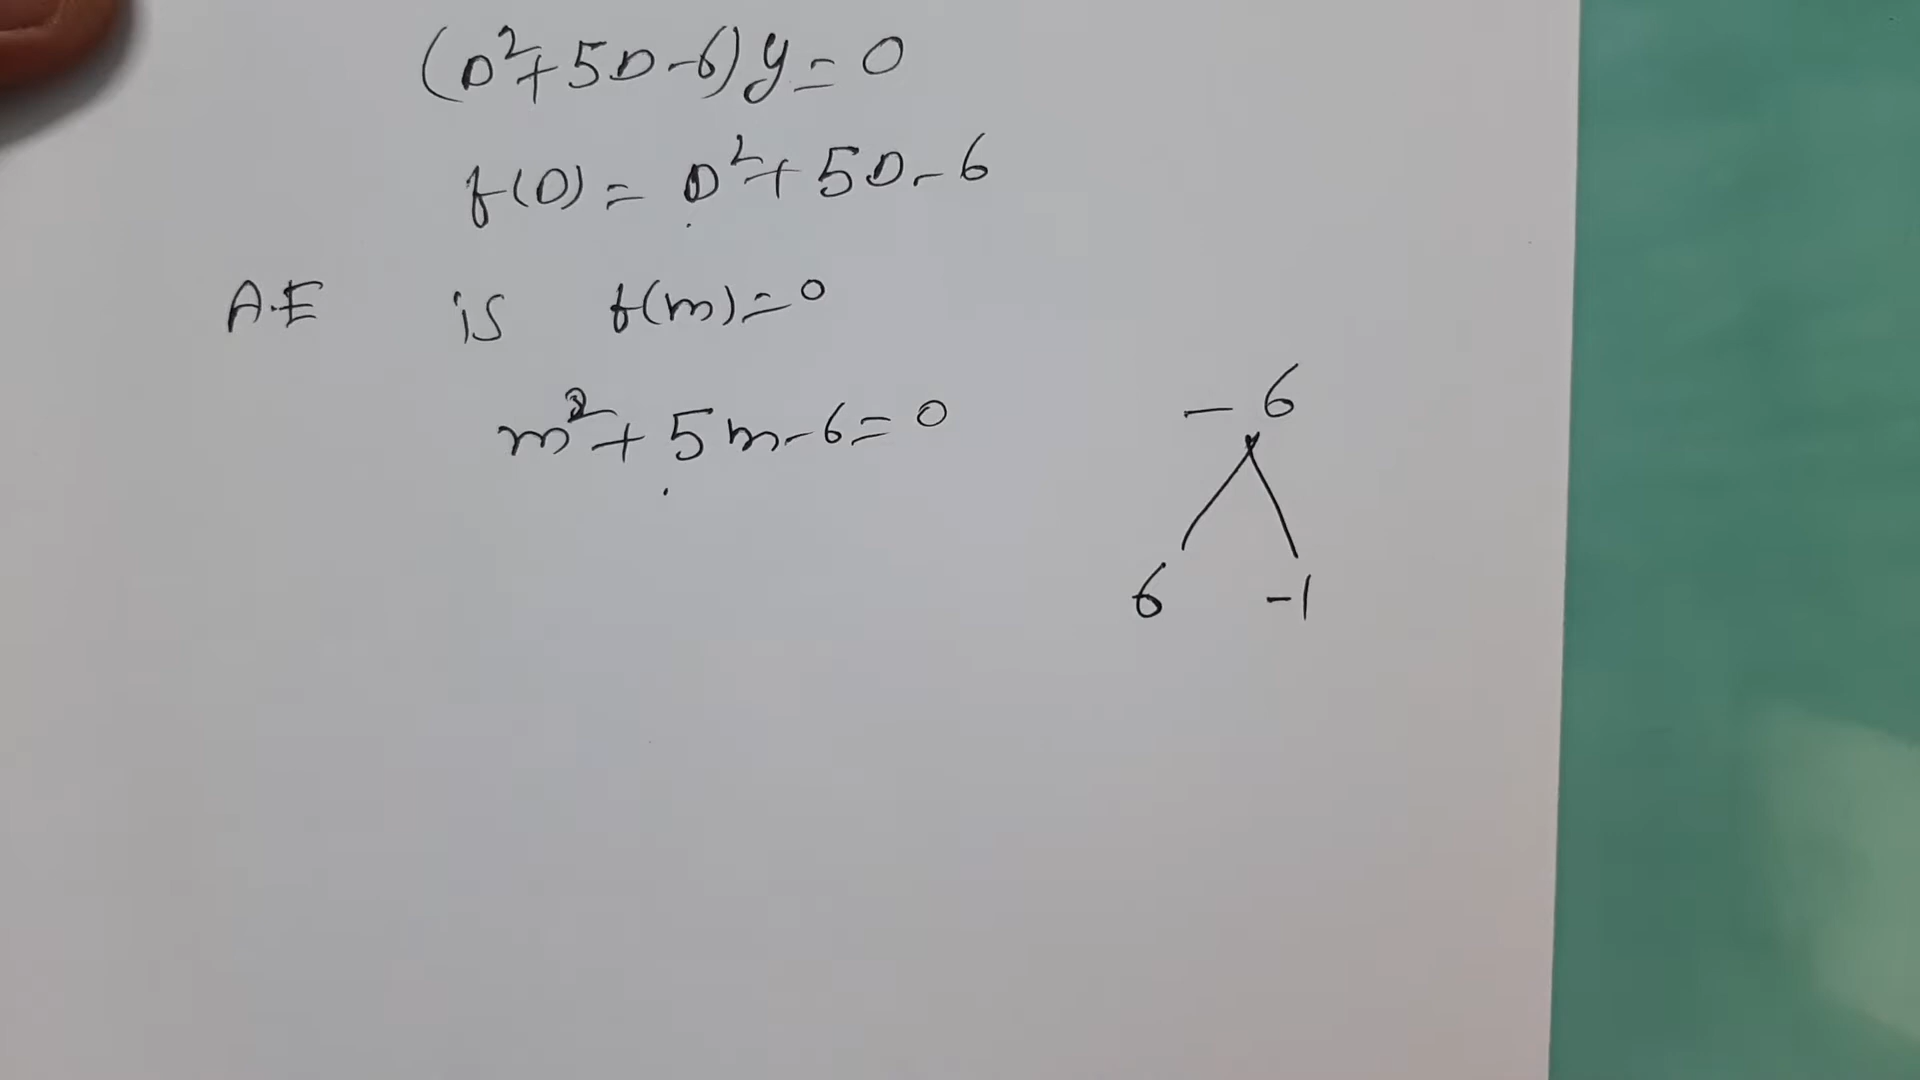 (D²+5D-6)y=0
f(D) = D²+5D-6
A.E is f(m)=0
m²+5m-6=0
-6
6 -1